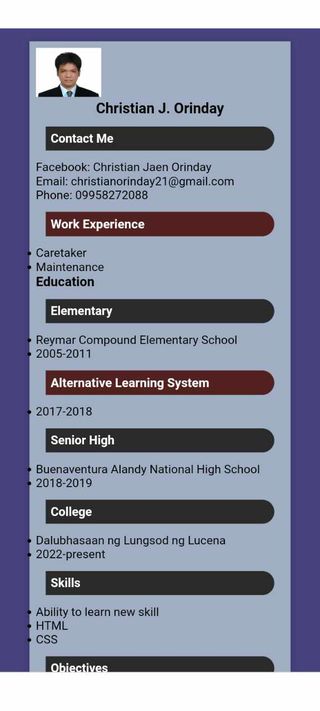 Christian J. Orinday
Contact Me
Facebook: Christian Jaen Orinday
Email: christianorinday21@gmail.com
Phone: 09958272088
Work Experience
Caretaker
Maintenance
Education
Elementary
Reymar Compound Elementary School
2005-2011
Alternative Learning System
2017-2018
Senior High
Buenaventura Alandy National High School
2018-2019
College
Dalubhasaan ng Lungsod ng Lucena
2022-present
Skills
Ability to learn new skill
HTML
CSS
Objectives